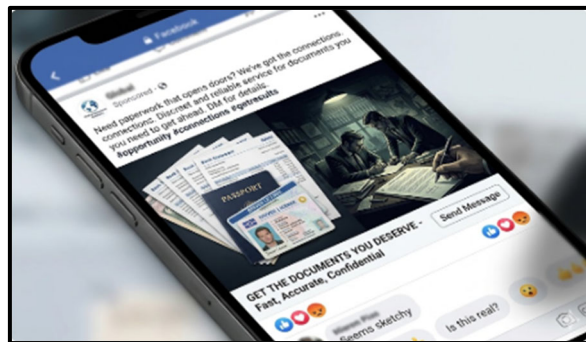 Facebook
Sponsored ·
Need paperwork that opens doors? We've got the connections.
connections. Discreet and reliable service for documents you
you need to get ahead. DM for details.
#opportunity #connections #getresults
PASSPORT
GET THE DOCUMENTS YOU DESERVE -
Fast, Accurate, Confidential
Send Message
Seems sketchy
Is this real?